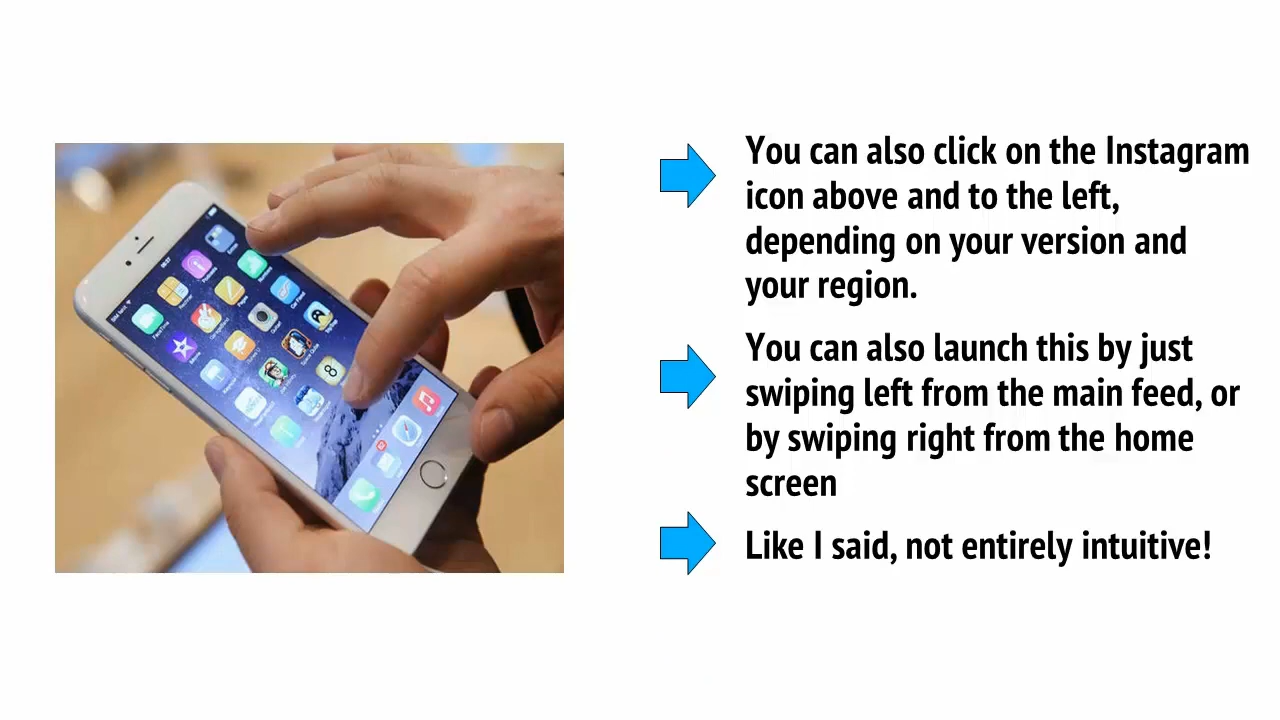 You can also click on the Instagram
icon above and to the left,
depending on your version and
your region.
You can also launch this by just
swiping left from the main feed, or
by swiping right from the home
screen
Like I said, not entirely intuitive!